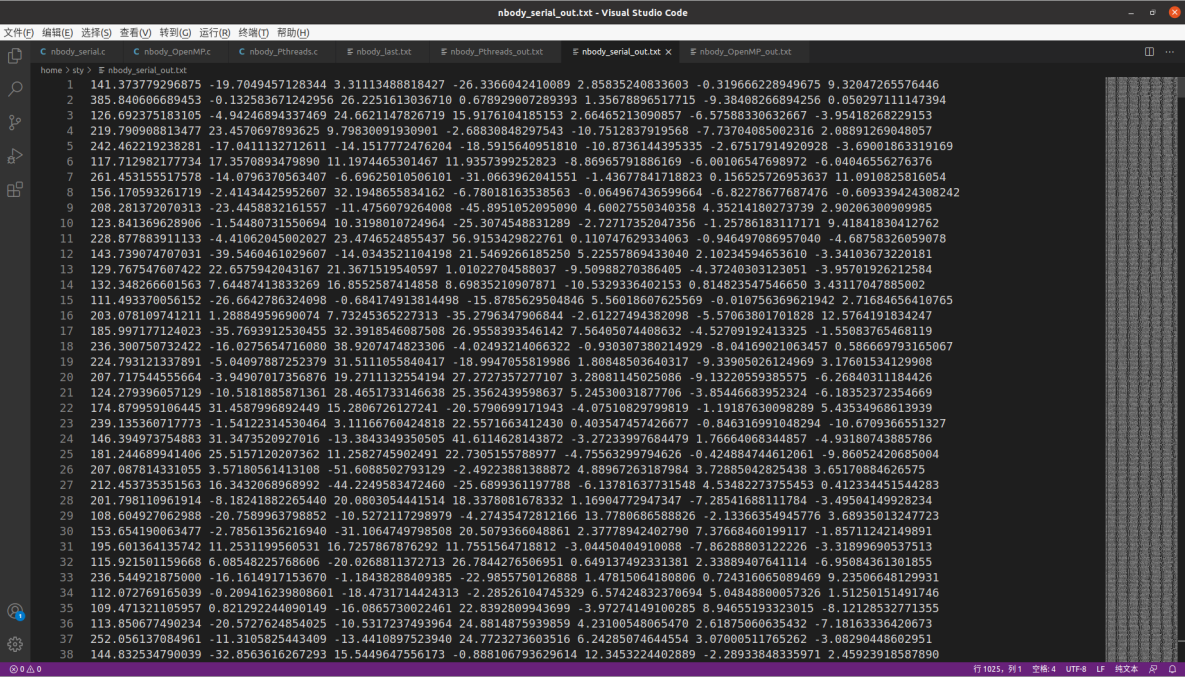 nbody_serial_out.txt - Visual Studio Code
文件(F) 编辑(E) 选择(S) 查看(V) 转到(G) 运行(R) 终端(T) 帮助(H)
C nbody_serial.c C nbody_OpenMP.c C nbody_Pthreads.c nbody_last.txt nbody_Pthreads_out.txt nbody_serial_out.txt nbody_OpenMP_out.txt
home > sty > nbody_serial_out.txt
1 141.373779296875 -19.7049457128344 3.31113488818427 -26.3366042410089 2.85835240833603 -0.319666228949675 9.32047265576446
2 385.840606689453 -0.132583671242956 26.2251613036710 0.678929007289393 1.35678896517715 -9.38408266894256 0.050297111147394
3 126.692375183105 -4.94246894337469 24.6621147826719 15.9176104185153 2.66465213090857 -6.57588330632667 -3.95418268229153
4 219.790908813477 23.4570697893625 9.79830091930901 -2.68830848297543 -10.7512837919568 -7.73704085002316 2.08891269048057
5 242.462219238281 -17.0411132712611 -14.1517772476204 -18.5915640951810 -10.8736144395335 -2.67517914920928 -3.69001863319169
6 117.712982177734 17.3570893479890 11.1974465301467 11.9357399252823 -8.86965791886169 -6.00106547698972 -6.04046556276376
7 261.453155517578 -14.0796370563407 -6.69625010506101 -31.0663962041551 -1.43677841718823 0.156525726953637 11.0910825816054
8 156.170593261719 -2.41434425952607 32.1948655834162 -6.78018163538563 -0.064967436599664 -6.82278677687476 -0.609339424308242
9 208.281372070313 -23.4458832161557 -11.4756079264008 -45.8951052095090 4.60027550340358 4.35214180273739 2.90206300909985
10 123.841369628906 -1.54480731550694 10.3198010724964 -25.3074548831289 -2.72717352047356 -1.25786183117171 9.41841830412762
11 228.877883911133 -4.41062045002027 23.4746524855437 56.9153429822761 0.110747629334063 -0.946497086957040 -4.68758326059078
12 143.739074707031 -39.5460461029607 -14.0343521104198 21.5469266185250 5.22557869433040 2.10234594653610 -3.34103673220181
13 129.767547607422 22.6575942043167 21.3671519540597 1.01022704588037 -9.50988270386405 -4.37240303123051 -3.95701926212584
14 132.348266601563 7.64487413833269 16.8552587414858 8.69835210907871 -10.5329336402153 0.814823547546650 3.43117047885002
15 111.493370056152 -26.6642786324098 -0.684174913814498 -15.8785629504846 5.56018607625569 -0.010756369621942 2.71684656410765
16 203.078109741211 1.28884959690074 7.73245365227313 -35.2796347906844 -2.61227494382098 -5.57063801701828 12.5764191834247
17 185.997177124023 -35.7693912530455 32.3918546087508 26.9558393546142 7.56405074408632 -4.52709192413325 -1.55083765468119
18 236.300750732422 -16.0275654716080 38.9207474823306 -4.02493214066322 -0.930307380214929 -8.04169021063457 0.586669793165067
19 224.793121337891 -5.04097887252379 31.5111055840417 -18.9947055819986 1.80848503640317 -9.33905026124969 3.17601534129908
20 207.717544555664 -3.94907017356876 19.2711132554194 27.2727357277107 3.28081145025086 -9.13220559385575 -6.26840311184426
21 124.279396057129 -10.5181885871361 28.4651733146638 25.3562439598637 5.24530031877706 -3.85446683952324 -6.18352372354669
22 174.879959106445 31.4587996892449 15.2806726127241 -20.5790699171943 -4.07510829799819 -1.19187630098289 5.43534968613939
23 239.135360717773 -1.54122314530464 3.11166760424818 22.5571663412430 0.403547457426677 -0.846316991048294 -10.6709366551327
24 146.394973754883 31.3473520927016 -13.3843349350505 41.6114628143872 -3.27233997684479 1.76664068344857 -4.93180743885786
25 181.244689941406 25.5157120207362 11.2582745902491 22.7305155788977 -4.75563299794626 -0.424884744612061 -9.86052420685004
26 207.087814331055 3.57180561413108 -51.6088502793129 -2.49223881388872 4.88967263187984 3.72885042825438 3.65170884626575
27 212.453735351563 16.3432068968992 -44.2249583472460 -25.6899361197788 -6.13781637731548 4.53482273755453 0.412334451544283
28 201.798110961914 -8.18241882265440 20.0803054441514 18.3378081678332 1.16904772947347 -7.28541688111784 -3.49504149928234
29 108.604927062988 -20.7589963798852 -10.5272117298979 -4.27435472812166 13.7780686588826 -2.13366354945776 3.68935013247723
30 153.654190063477 -2.78561356216940 -31.1064749798508 20.5079366048861 2.37778942402790 7.37668460199117 -1.85711242149891
31 195.601364135742 11.2531199560531 16.7257867876292 11.7551564718812 -3.04450404910088 -7.86288803122226 -3.31899690537513
32 115.921501159668 6.08548225768606 -20.0268811372713 26.7844276506951 0.649137492331381 2.33889407641114 -6.95084361301855
33 236.544921875000 -16.1614917153670 -1.18438288409385 -22.9855750126888 1.47815064180806 0.724316065089469 9.23506648129931
34 112.072769165039 -0.209416239808601 -18.4731714424313 -2.28526104745329 6.57424832370694 5.04848800057326 1.51250151491746
35 109.471321105957 0.821292244090149 -16.0865730022461 22.8392809943699 -3.97274149100285 8.94655193323015 -8.12128532771355
36 113.850677490234 -20.5727624854025 -10.5317237493964 24.8814875939859 4.23100548065470 2.61875060635432 -7.18163336420673
37 252.056137084961 -11.3105825443409 -13.4410897523940 24.7723273603516 6.24285074644554 3.07000511765262 -3.08290448602951
38 144.832534790039 -32.8563616267293 15.5449647556173 -0.888106793629614 12.3453224402889 -2.28933848335971 2.45923918587890
0 0 行 1025，列 1 空格: 4 UTF-8 LF 纯文本